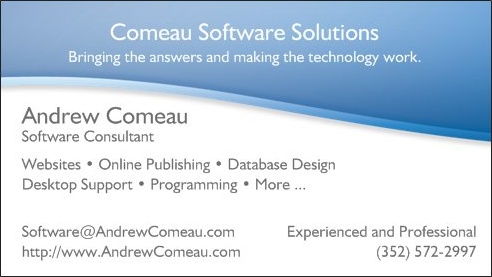 Comeau Software Solutions
Bringing the answers and making the technology work.
Andrew Comeau
Software Consultant
Websites • Online Publishing • Database Design
Desktop Support • Programming • More ...
Software@AndrewComeau.com
Experienced and Professional
http://www.AndrewComeau.com
(352) 572-2997